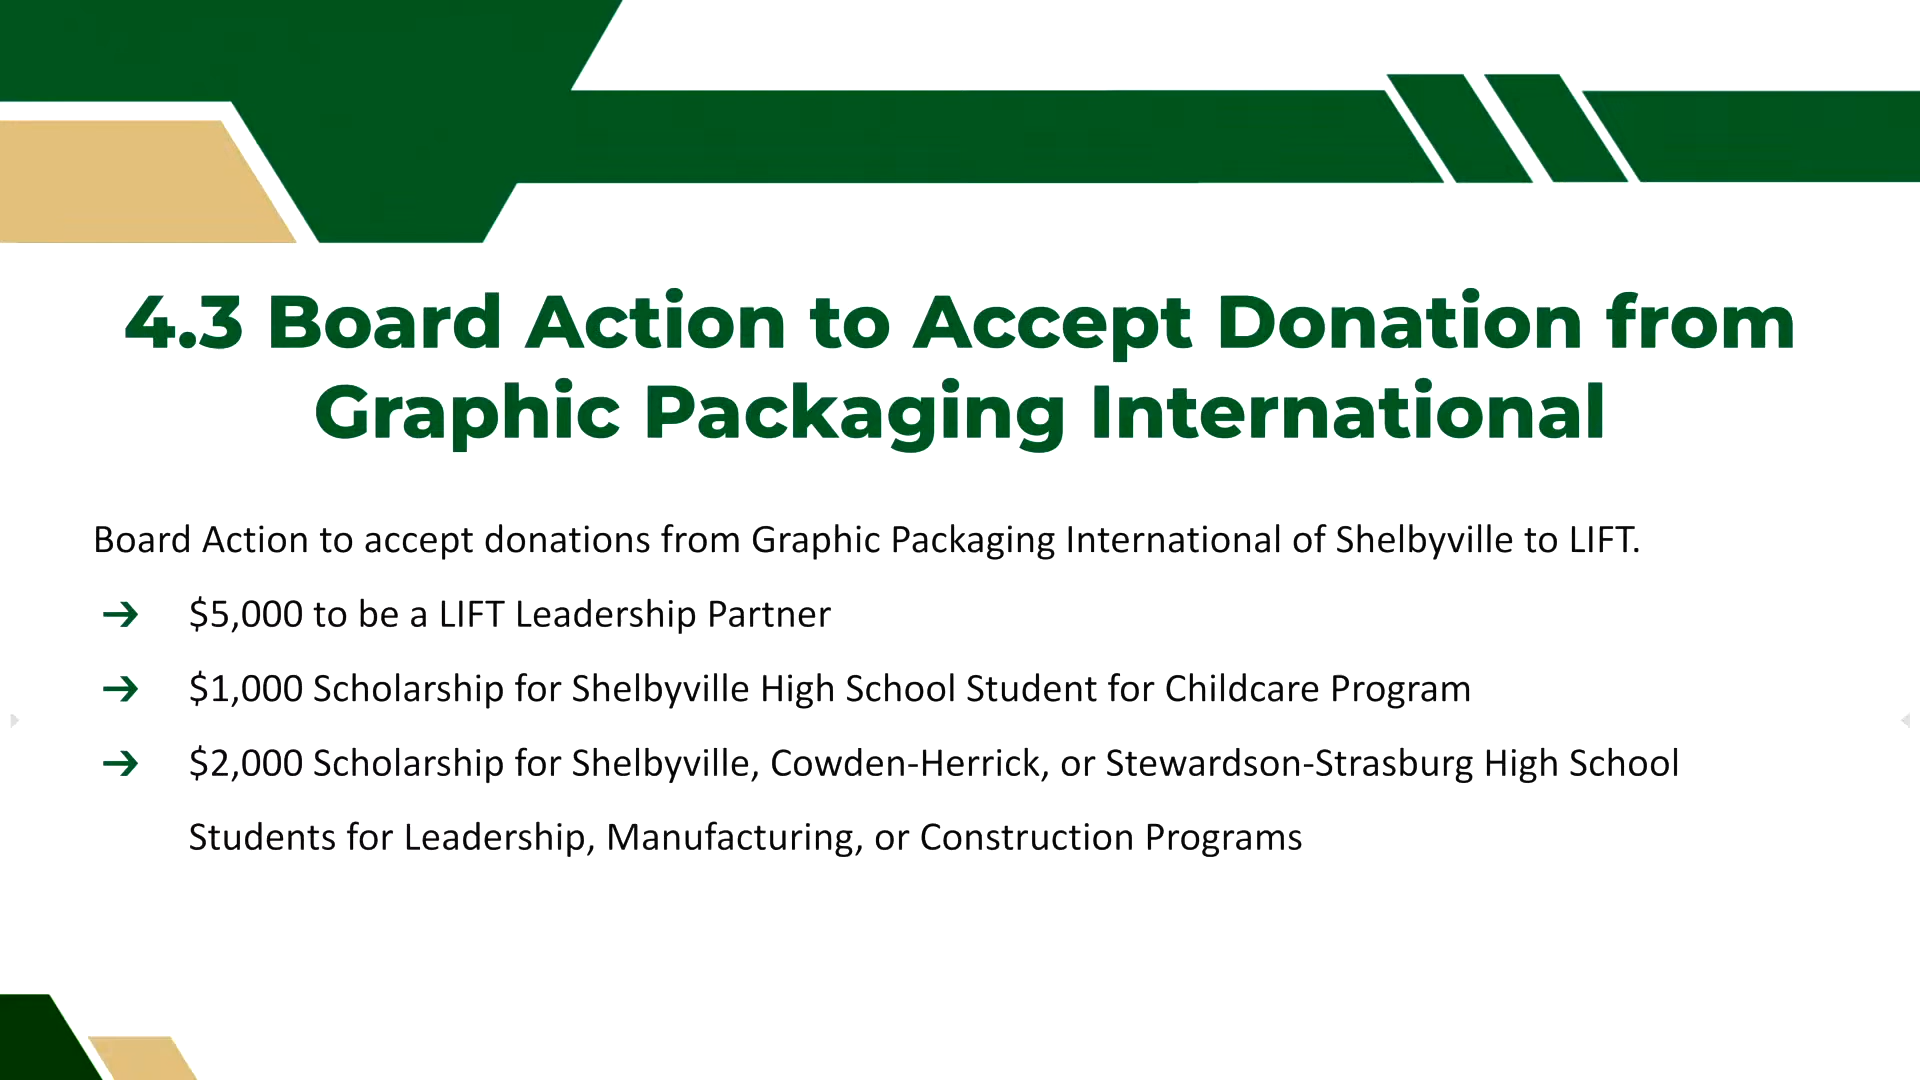 4.3 Board Action to Accept Donation from
Graphic Packaging International
Board Action to accept donations from Graphic Packaging International of Shelbyville to LIFT.
➔ $5,000 to be a LIFT Leadership Partner
➔ $1,000 Scholarship for Shelbyville High School Student for Childcare Program
➔ $2,000 Scholarship for Shelbyville, Cowden-Herrick, or Stewardson-Strasburg High School
Students for Leadership, Manufacturing, or Construction Programs